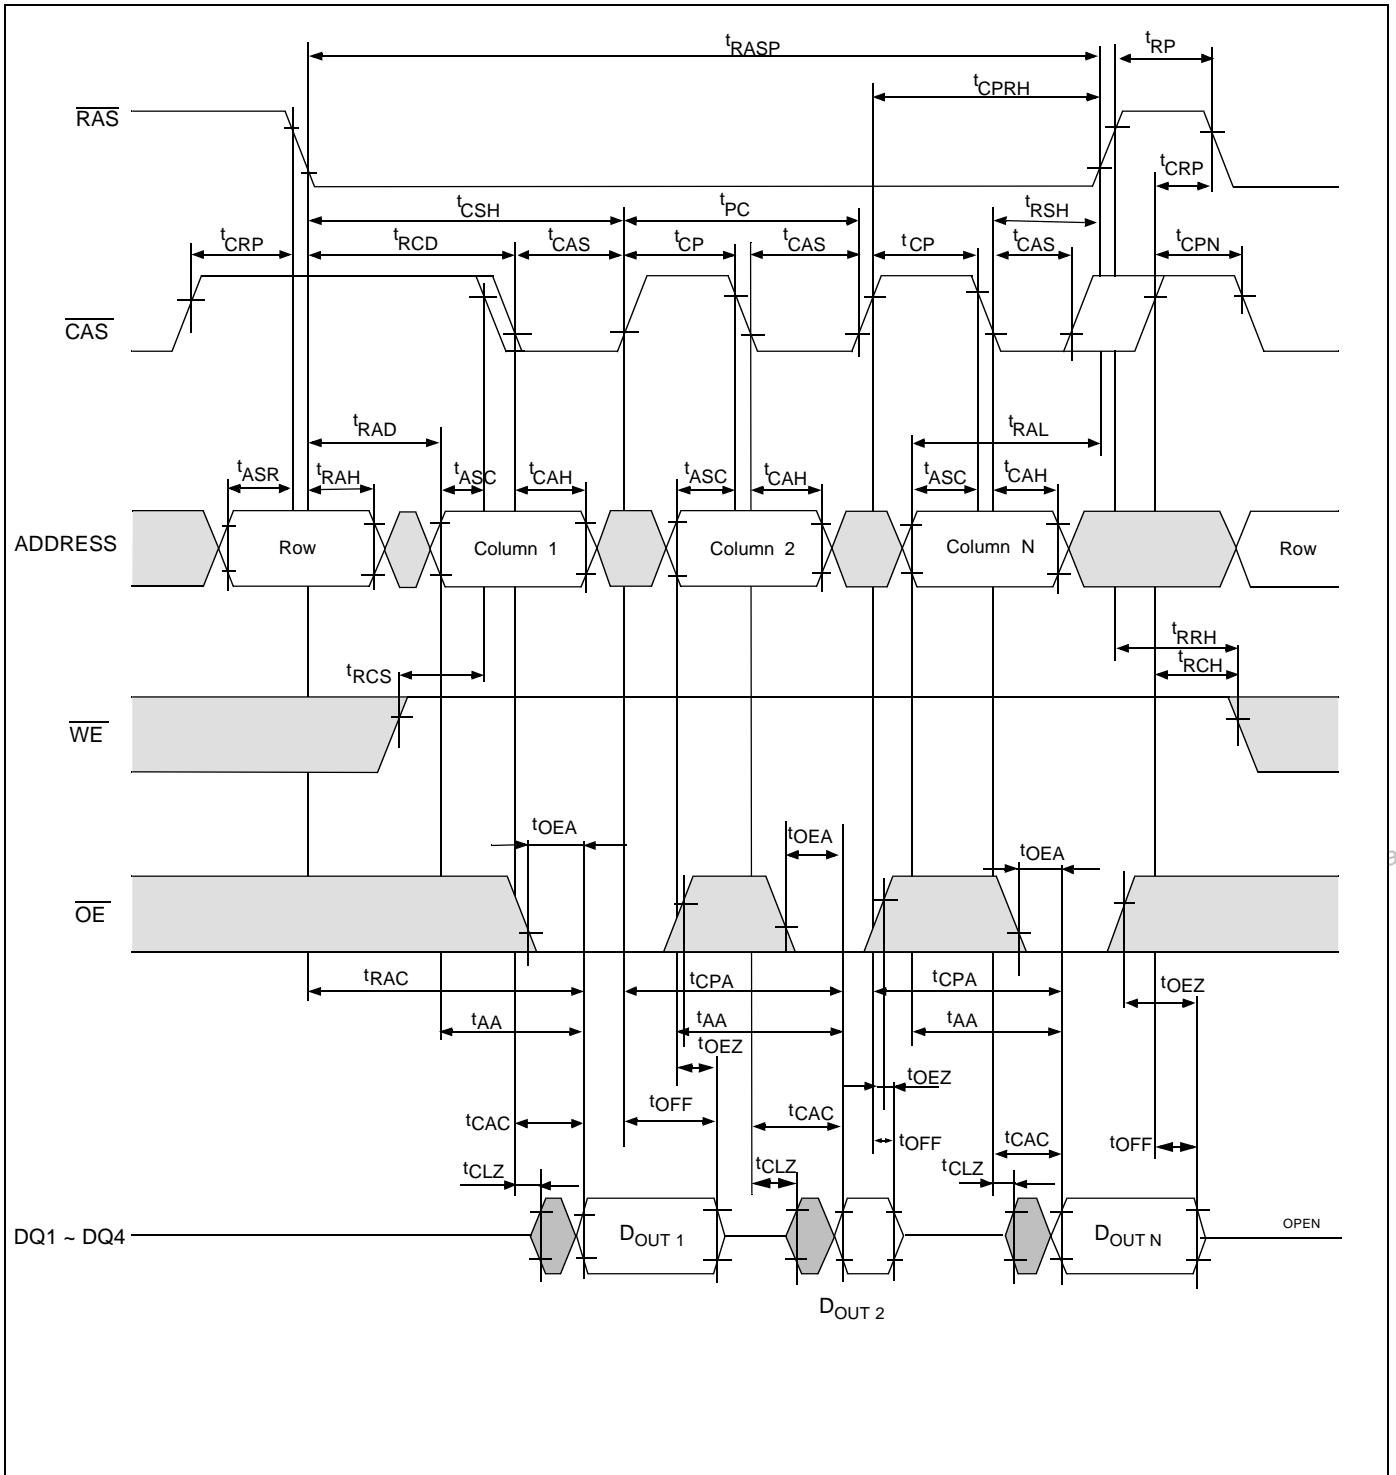 tRASP
tRP
tCPRH
RAS
tCRP
tCSH
tPC
tRSH
tCRP
tRCD
tCAS
tCP
tCAS
tCP
tCAS
tCPN
CAS
tRAD
tRAL
tASR
tRAH
tASC
tCAH
tASC
tCAH
tASC
tCAH
ADDRESS
Row
Column 1
Column 2
Column N
Row
tRRH
tRCS
tRCH
WE
tOEA
tOEA
tOEA
a
OE
tRAC
tCPA
tCPA
tOEZ
tAA
tAA
tAA
tOEZ
tOEZ
tCAC
tOFF
tCAC
tOFF
tCAC
tOFF
tCLZ
tCLZ
tCLZ
DQ1 ~ DQ4
DOUT 1
DOUT N
OPEN
DOUT 2